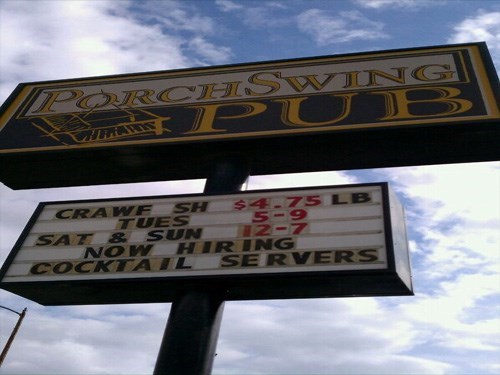 PORCHSWING
PUB
CRAWF SH $4.75 LB
TUES 5-9
SAT & SUN 12-7
NOW HIRING
COCKTAIL SERVERS